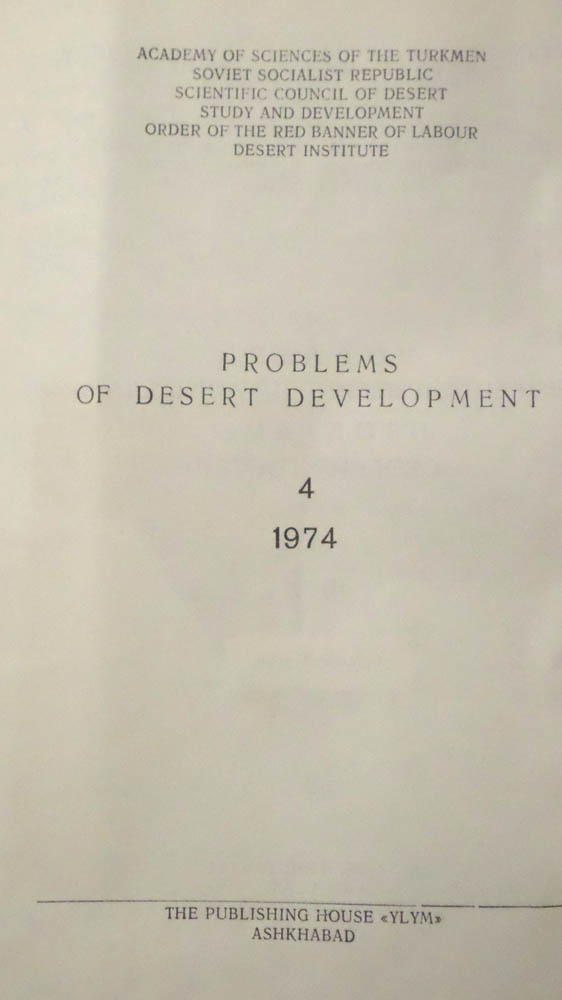 ACADEMY OF SCIENCES OF THE TURKMEN
SOVIET SOCIALIST REPUBLIC
SCIENTIFIC COUNCIL OF DESERT
STUDY AND DEVELOPMENT
ORDER OF THE RED BANNER OF LABOUR
DESERT INSTITUTE
PROBLEMS
OF DESERT DEVELOPMENT
4
1974
THE PUBLISHING HOUSE «YLYM»
ASHKHABAD